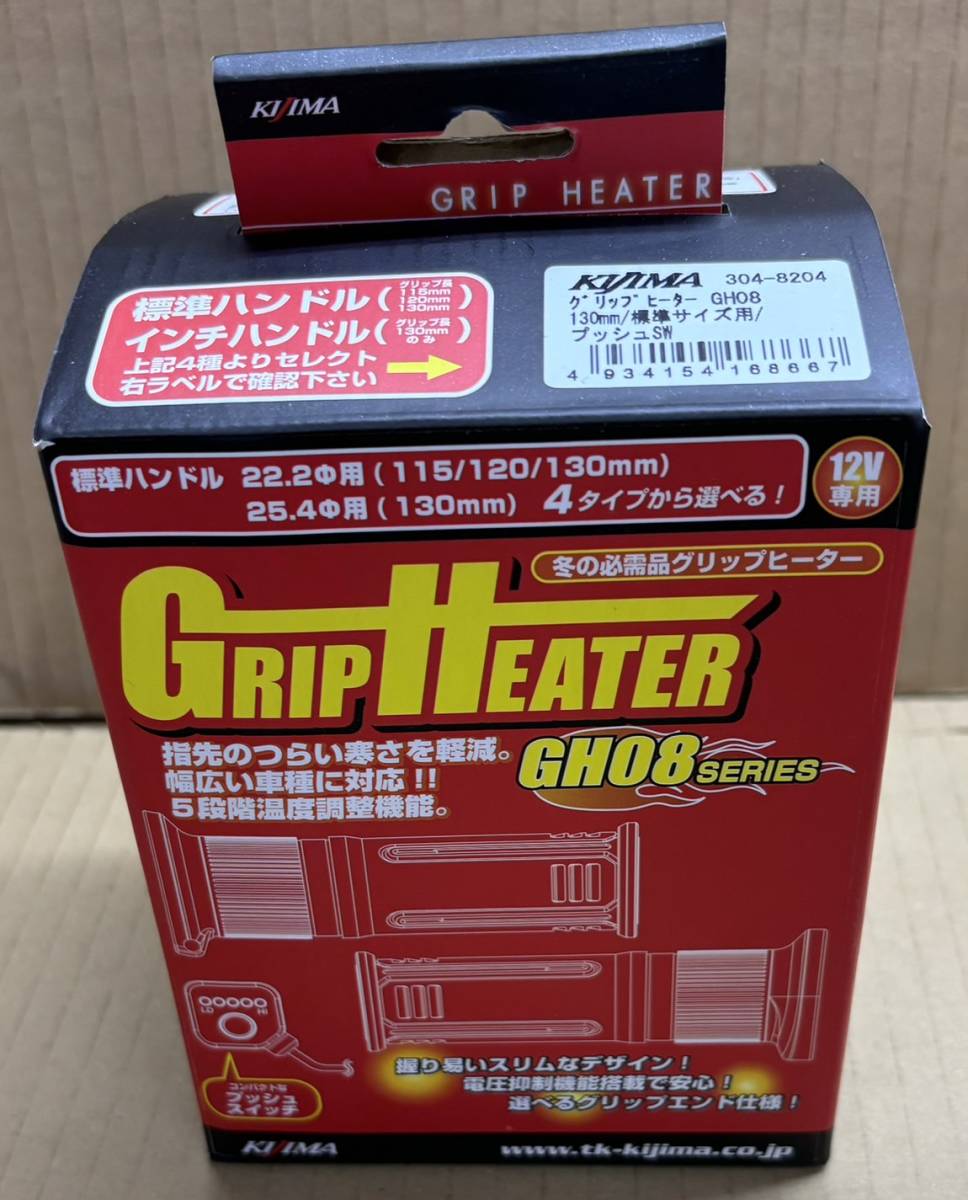 KIJIMA
GRIP HEATER
標準ハンドル(グリップ長 115mm 120mm 130mm)
インチハンドル(グリップ長 130mm のみ)
上記4種よりセレクト
右ラベルで確認下さい
KIJIMA 304-8204
グリップヒーター GH08
130mm/標準サイズ用/
プッシュSW
4 934154 168667
標準ハンドル 22.2Φ用(115/120/130mm)
25.4Φ用(130mm) 4タイプから選べる!
12V
専用
冬の必需品グリップヒーター
GRIP HEATER
GH08 SERIES
指先のつらい寒さを軽減。
幅広い車種に対応!!
5段階温度調整機能。
LO HI
コンパクトな
プッシュ
スイッチ
握り易いスリムなデザイン!
電圧抑制機能搭載で安心!
選べるグリップエンド仕様!
KIJIMA
www.tk-kijima.co.jp